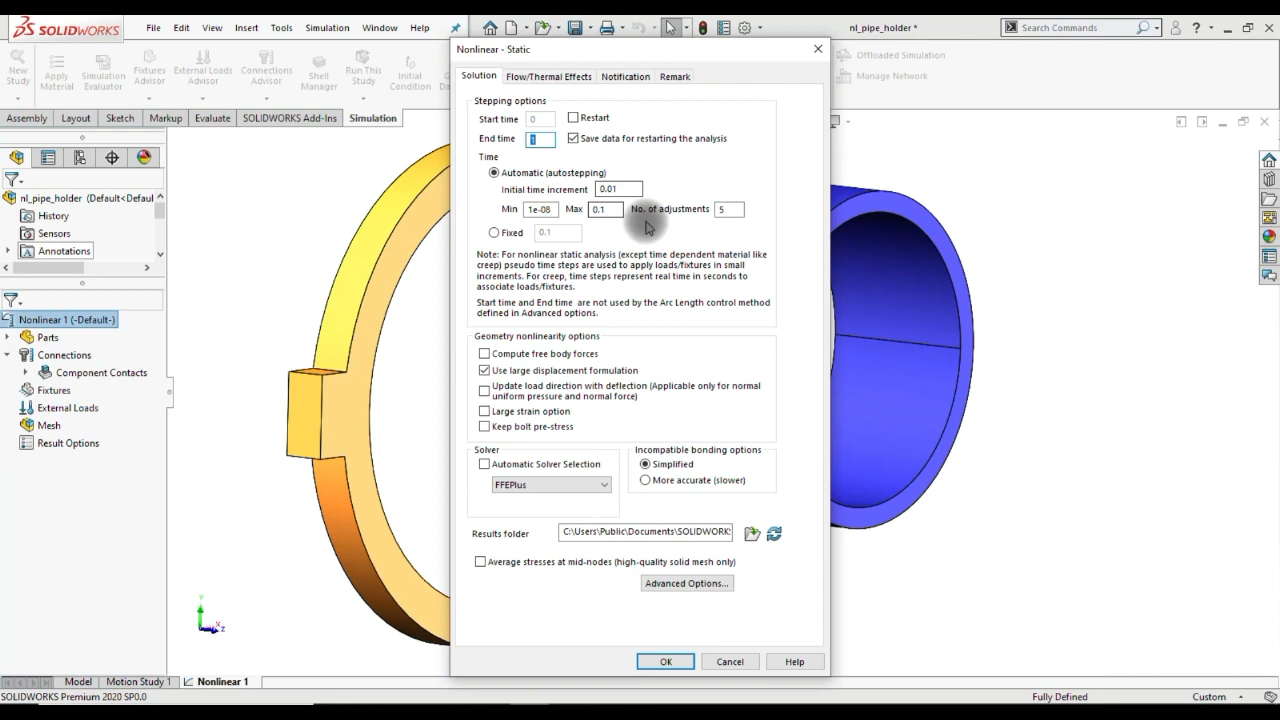 SOLIDWORKS File Edit View Insert Tools Simulation Window Help nl_pipe_holder * Search Commands
Nonlinear - Static
New Study Apply Material Simulation Evaluator Fixtures Advisor External Loads Advisor Connections Advisor Shell Manager Run This Study Initial Condition
Offloaded Simulation
Manage Network
Assembly Layout Sketch Markup Evaluate SOLIDWORKS Add-Ins Simulation
Solution Flow/Thermal Effects Notification Remark
Stepping options
Start time 0 Restart
End time 1 Save data for restarting the analysis
Time
Automatic (autostepping)
Initial time increment 0.01
Min 1e-08 Max 0.1 No. of adjustments 5
Fixed 0.1
Note: For nonlinear static analysis (except time dependent material like
creep) pseudo time steps are used to apply loads/fixtures in small
increments. For creep, time steps represent real time in seconds to
associate loads/fixtures.
Start time and End time are not used by the Arc Length control method
defined in Advanced options.
Geometry nonlinearity options
Compute free body forces
Use large displacement formulation
Update load direction with deflection (Applicable only for normal
uniform pressure and normal force)
Large strain option
Keep bolt pre-stress
Solver
Automatic Solver Selection
FFEPlus
Incompatible bonding options
Simplified
More accurate (slower)
Results folder C:\Users\Public\Documents\SOLIDWORK
Average stresses at mid-nodes (high-quality solid mesh only)
Advanced Options...
OK Cancel Help
nl_pipe_holder (Default<Defaul
History
Sensors
Annotations
Nonlinear 1 (-Default-)
Parts
Connections
Component Contacts
Fixtures
External Loads
Mesh
Result Options
Y
X
Z
Model Motion Study 1 Nonlinear 1
SOLIDWORKS Premium 2020 SP0.0 Fully Defined Custom